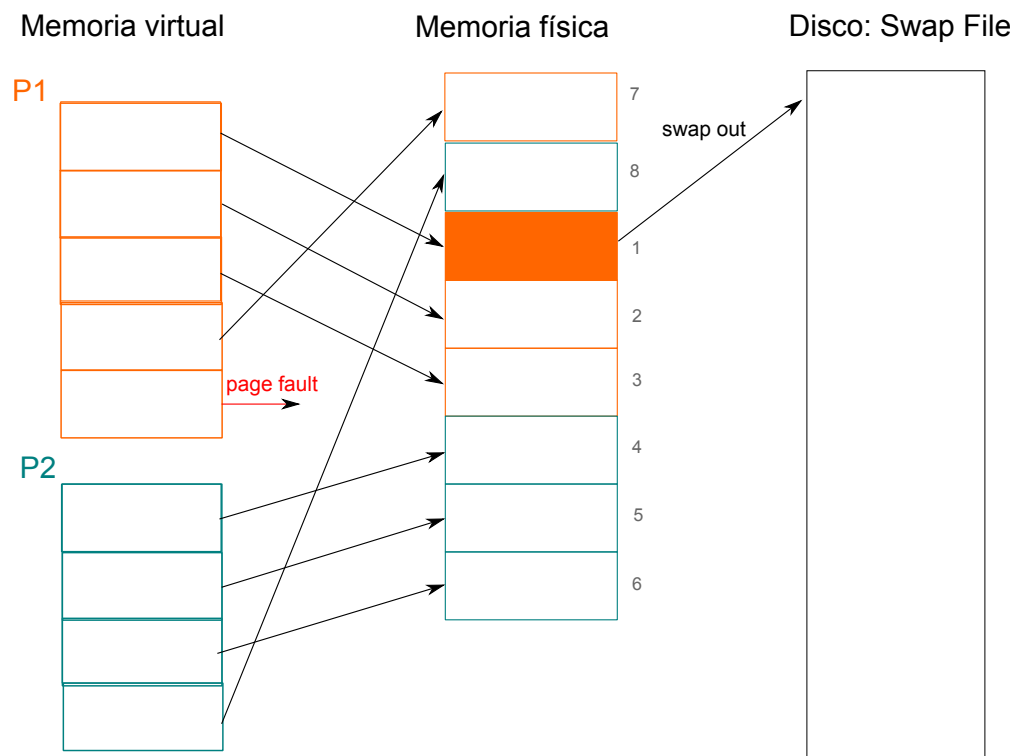 Memoria virtual
Memoria física
Disco: Swap File
P1
7
swap out
8
1
2
3
page fault
4
P2
5
6